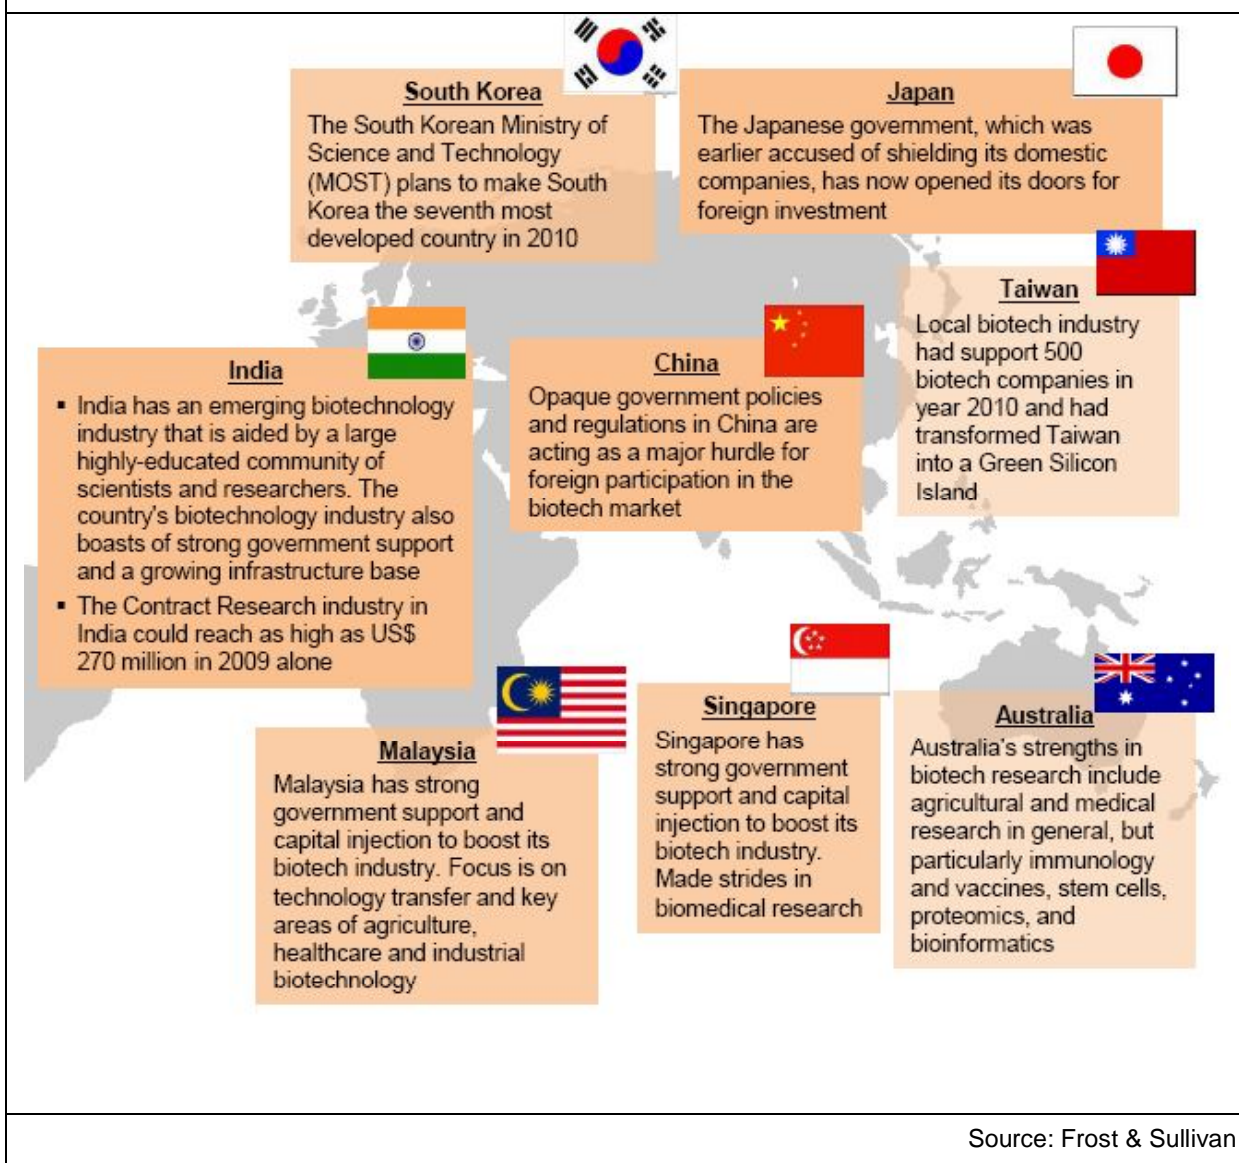 South Korea
The South Korean Ministry of
Science and Technology
(MOST) plans to make South
Korea the seventh most
developed country in 2010
Japan
The Japanese government, which was
earlier accused of shielding its domestic
companies, has now opened its doors for
foreign investment
Taiwan
Local biotech industry
had support 500
biotech companies in
year 2010 and had
transformed Taiwan
into a Green Silicon
Island
India
▪ India has an emerging biotechnology
industry that is aided by a large
highly-educated community of
scientists and researchers. The
country's biotechnology industry also
boasts of strong government support
and a growing infrastructure base
▪ The Contract Research industry in
India could reach as high as US$
270 million in 2009 alone
China
Opaque government policies
and regulations in China are
acting as a major hurdle for
foreign participation in the
biotech market
Malaysia
Malaysia has strong
government support and
capital injection to boost its
biotech industry. Focus is on
technology transfer and key
areas of agriculture,
healthcare and industrial
biotechnology
Singapore
Singapore has
strong government
support and capital
injection to boost its
biotech industry.
Made strides in
biomedical research
Australia
Australia's strengths in
biotech research include
agricultural and medical
research in general, but
particularly immunology
and vaccines, stem cells,
proteomics, and
bioinformatics
Source: Frost & Sullivan